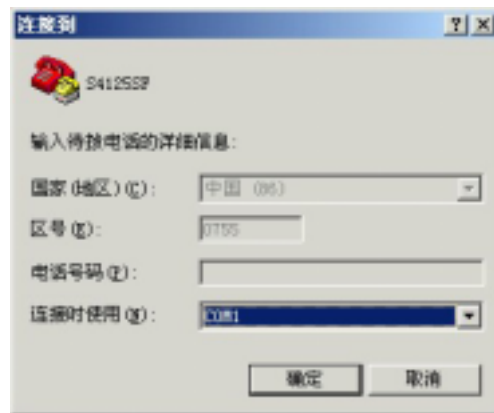 连接到
S4125SF
输入待拨电话的详细信息:
国家(地区)(C): 中国 (86)
区号(E): 0755
电话号码(P):
连接时使用(N): COM1
确定 取消